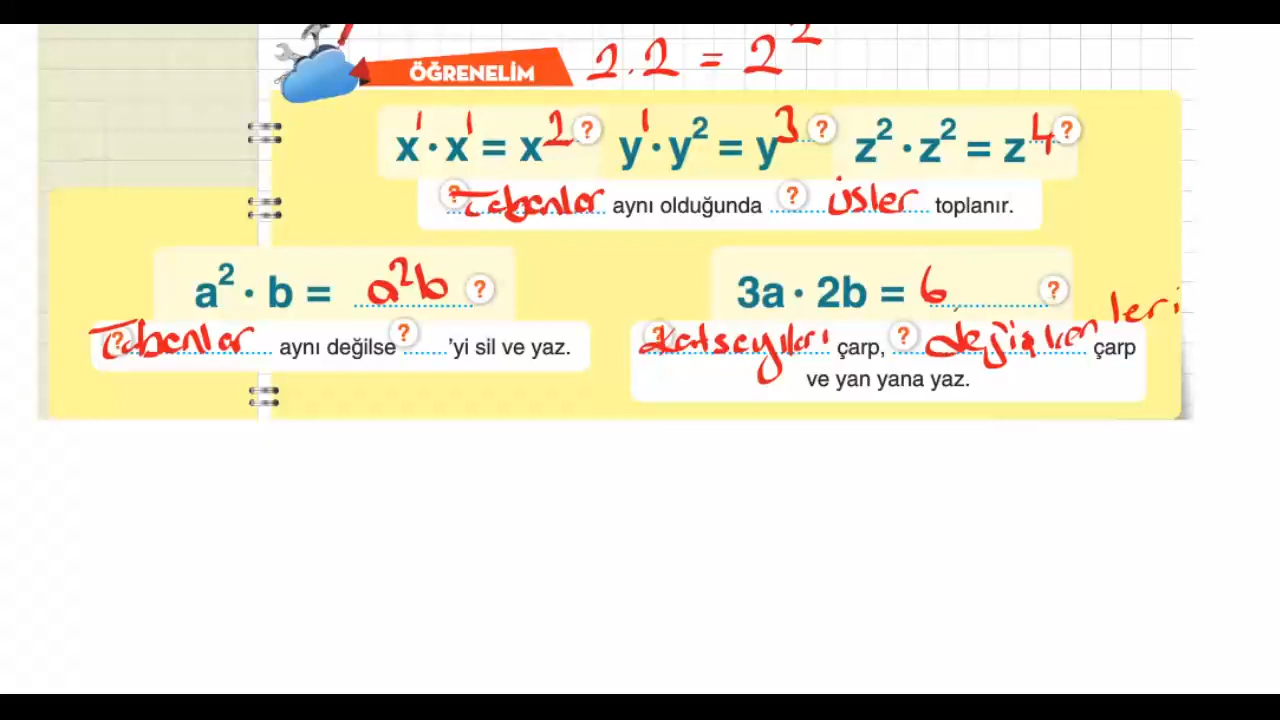 ÖĞRENELİM 2.2 = 2²
x¹ · x¹ = x² ? y¹ · y² = y³ ? z² · z² = z⁴ ?
? Tabanlar aynı olduğunda ? üsler toplanır.
a² · b = a²b ? 3a · 2b = 6 ?
? Tabanlar aynı değilse ? ......'yi sil ve yaz.
? Katsayıları çarp, ? değişkenleri çarp
ve yan yana yaz.